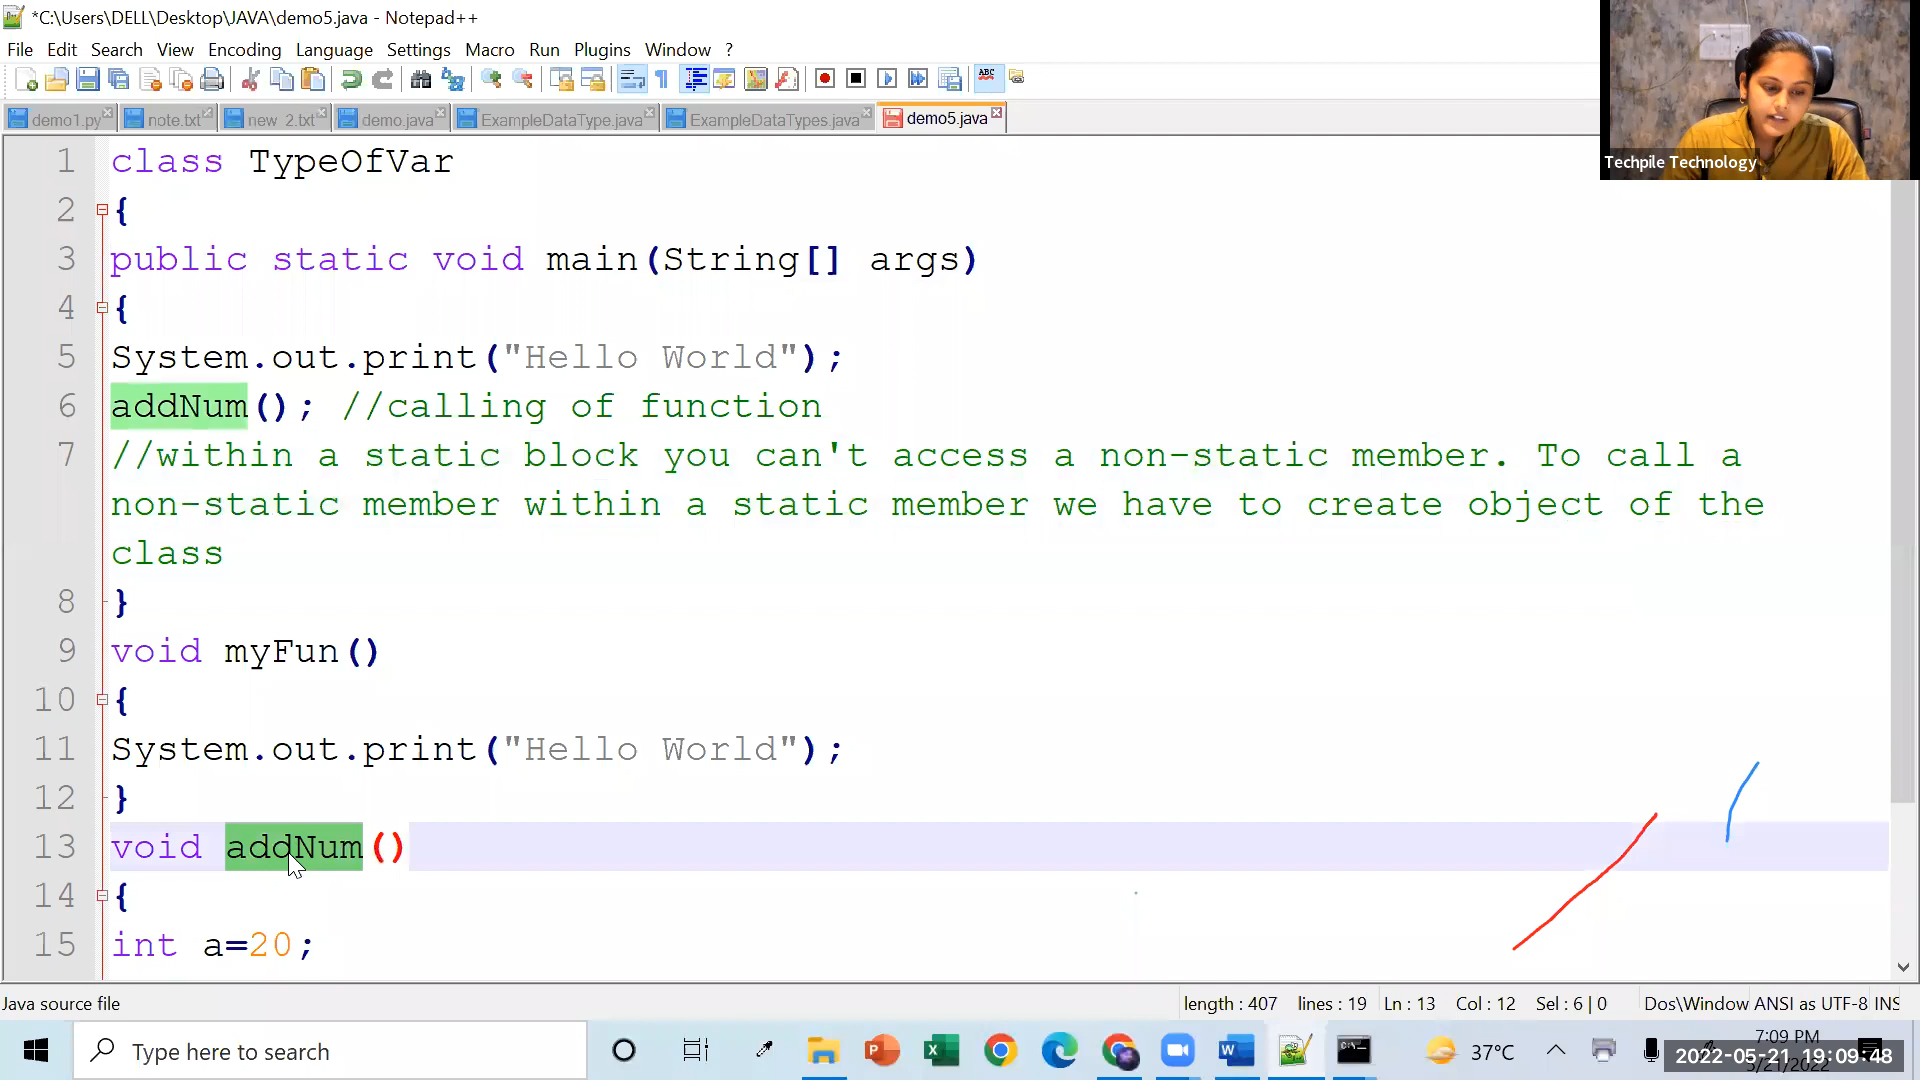 *C:\Users\DELL\Desktop\JAVA\demo5.java - Notepad++
File Edit Search View Encoding Language Settings Macro Run Plugins Window ?
ABC
demo1.py note.txt new 2.txt demo.java ExampleDataType.java ExampleDataTypes.java demo5.java
Techpile Technology
1 class TypeOfVar
2 {
3 public static void main(String[] args)
4 {
5 System.out.print("Hello World");
6 addNum(); //calling of function
7 //within a static block you can't access a non-static member. To call a
non-static member within a static member we have to create object of the
class
8 }
9 void myFun()
10 {
11 System.out.print("Hello World");
12 }
13 void addNum()
14 {
15 int a=20;
Java source file length : 407 lines : 19 Ln : 13 Col : 12 Sel : 6 | 0 Dos\Window ANSI as UTF-8 INS
Type here to search
37°C
7:09 PM
2022-05-21 19:09:48